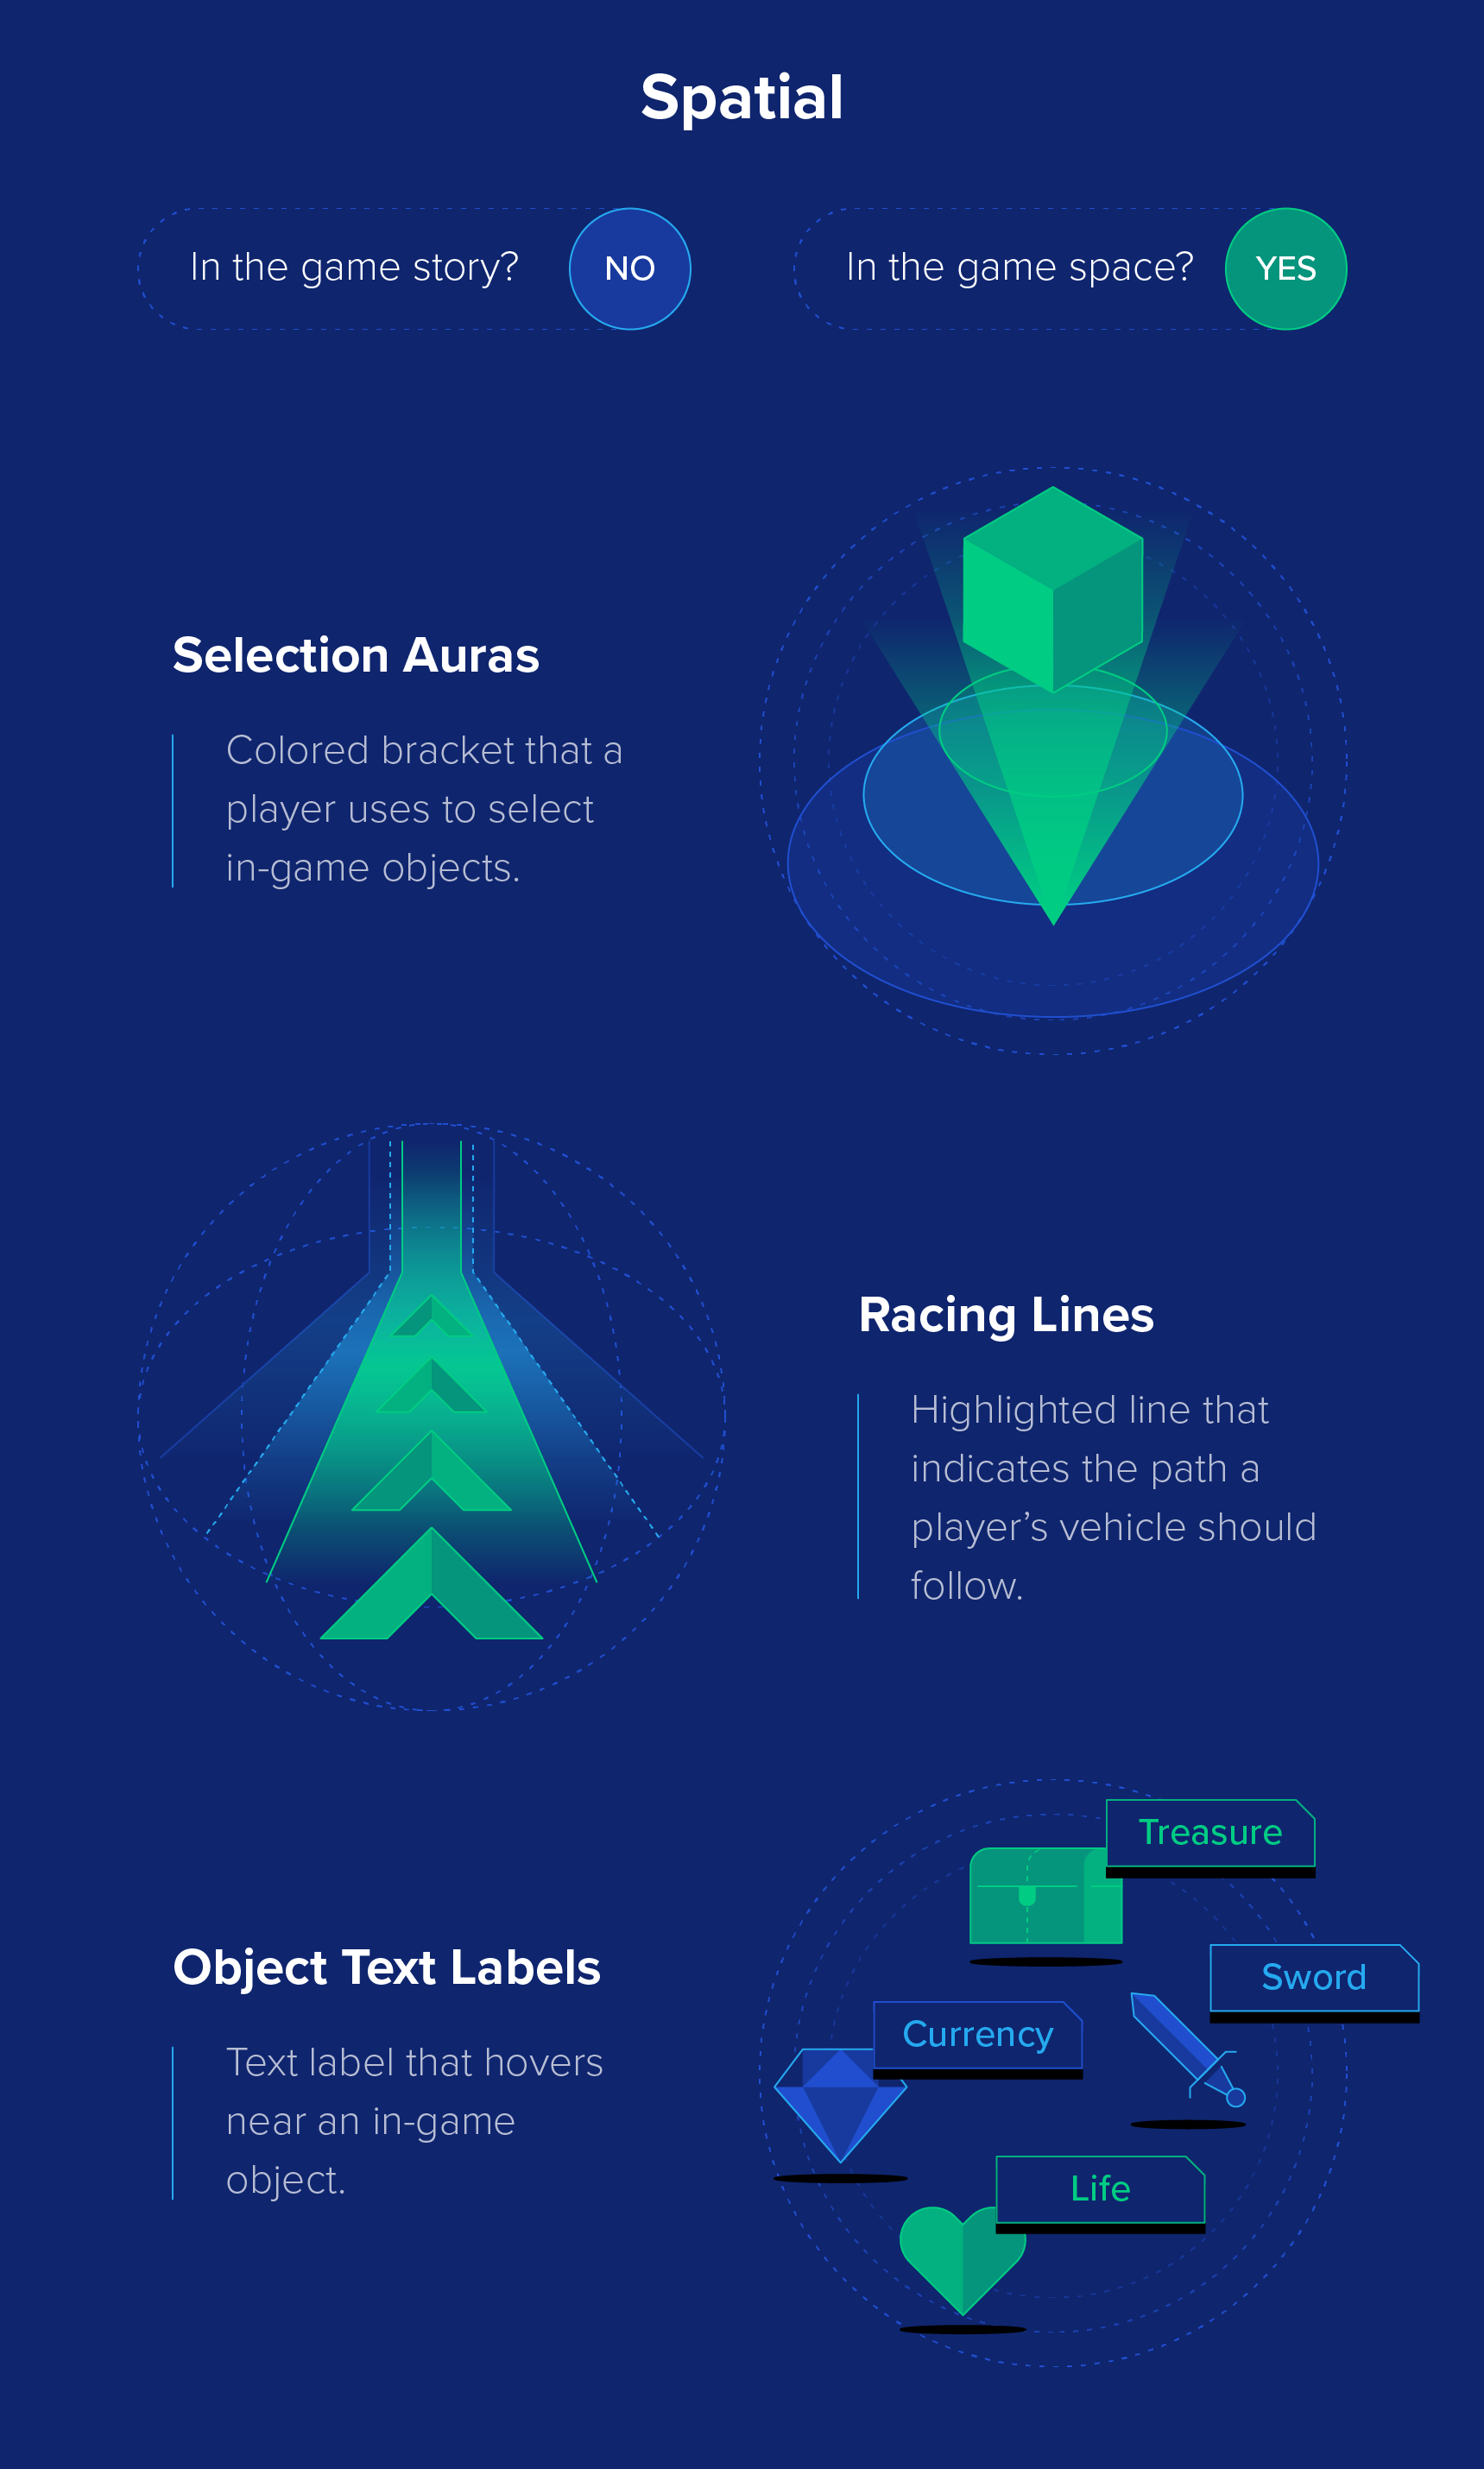 Spatial
In the game story?
NO
In the game space?
YES
Selection Auras
Colored bracket that a
player uses to select
in-game objects.
Racing Lines
Highlighted line that
indicates the path a
player’s vehicle should
follow.
Object Text Labels
Text label that hovers
near an in-game
object.
Treasure
Sword
Currency
Life